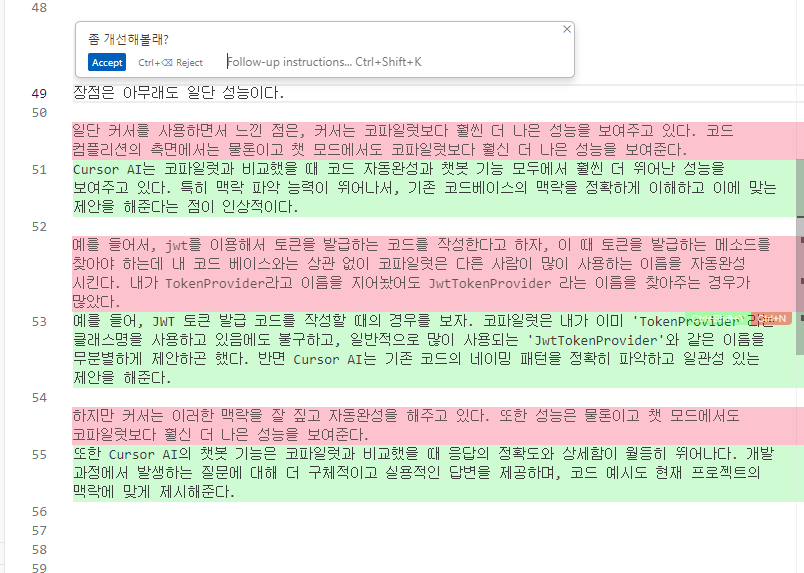 48
좀 개선해볼래?
Accept Ctrl+⌫ Reject Follow-up instructions... Ctrl+Shift+K
49 장점은 아무래도 일단 성능이다.
50
일단 커서를 사용하면서 느낀 점은, 커서는 코파일럿보다 훨씬 더 나은 성능을 보여주고 있다. 코드
컴플리션의 측면에서는 물론이고 챗 모드에서도 코파일럿보다 훨신 더 나은 성능을 보여준다.
51 Cursor AI는 코파일럿과 비교했을 때 코드 자동완성과 챗봇 기능 모두에서 훨씬 더 뛰어난 성능을
보여주고 있다. 특히 맥락 파악 능력이 뛰어나서, 기존 코드베이스의 맥락을 정확하게 이해하고 이에 맞는
제안을 해준다는 점이 인상적이다.
52
예를 들어서, jwt를 이용해서 토큰을 발급하는 코드를 작성한다고 하자, 이 때 토큰을 발급하는 메소드를
찾아야 하는데 내 코드 베이스와는 상관 없이 코파일럿은 다른 사람이 많이 사용하는 이름을 자동완성
시킨다. 내가 TokenProvider라고 이름을 지어놨어도 JwtTokenProvider 라는 이름을 찾아주는 경우가
많았다.
53 예를 들어, JWT 토큰 발급 코드를 작성할 때의 경우를 보자. 코파일럿은 내가 이미 'TokenProvider'라는
클래스명을 사용하고 있음에도 불구하고, 일반적으로 많이 사용되는 'JwtTokenProvider'와 같은 이름을
무분별하게 제안하곤 했다. 반면 Cursor AI는 기존 코드의 네이밍 패턴을 정확히 파악하고 일관성 있는
제안을 해준다.
54
하지만 커서는 이러한 맥락을 잘 짚고 자동완성을 해주고 있다. 또한 성능은 물론이고 챗 모드에서도
코파일럿보다 훨신 더 나은 성능을 보여준다.
55 또한 Cursor AI의 챗봇 기능은 코파일럿과 비교했을 때 응답의 정확도와 상세함이 월등히 뛰어나다. 개발
과정에서 발생하는 질문에 대해 더 구체적이고 실용적인 답변을 제공하며, 코드 예시도 현재 프로젝트의
맥락에 맞게 제시해준다.
56
57
58
59